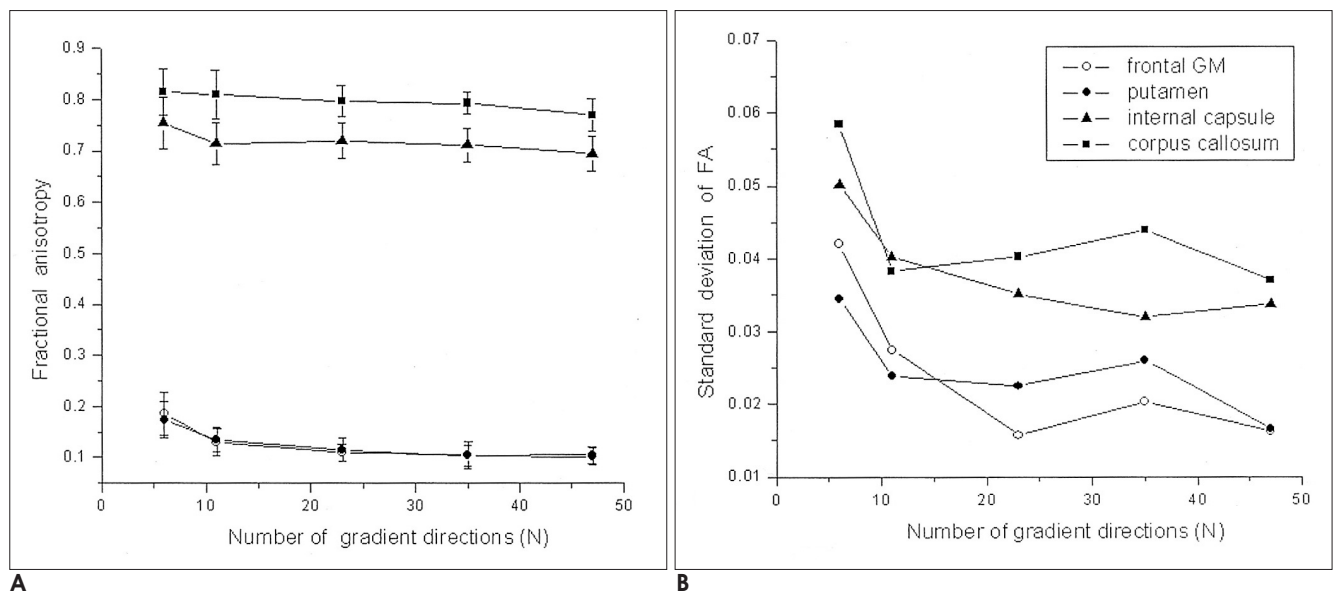 0.9
0.8
0.7
0.6
0.5
0.4
0.3
0.2
0.1
Fractional anisotropy
0 10 20 30 40 50
Number of gradient directions (N)
A
0.07
0.06
0.05
0.04
0.03
0.02
0.01
Standard deviation of FA
frontal GM
putamen
internal capsule
corpus callosum
0 10 20 30 40 50
Number of gradient directions (N)
B